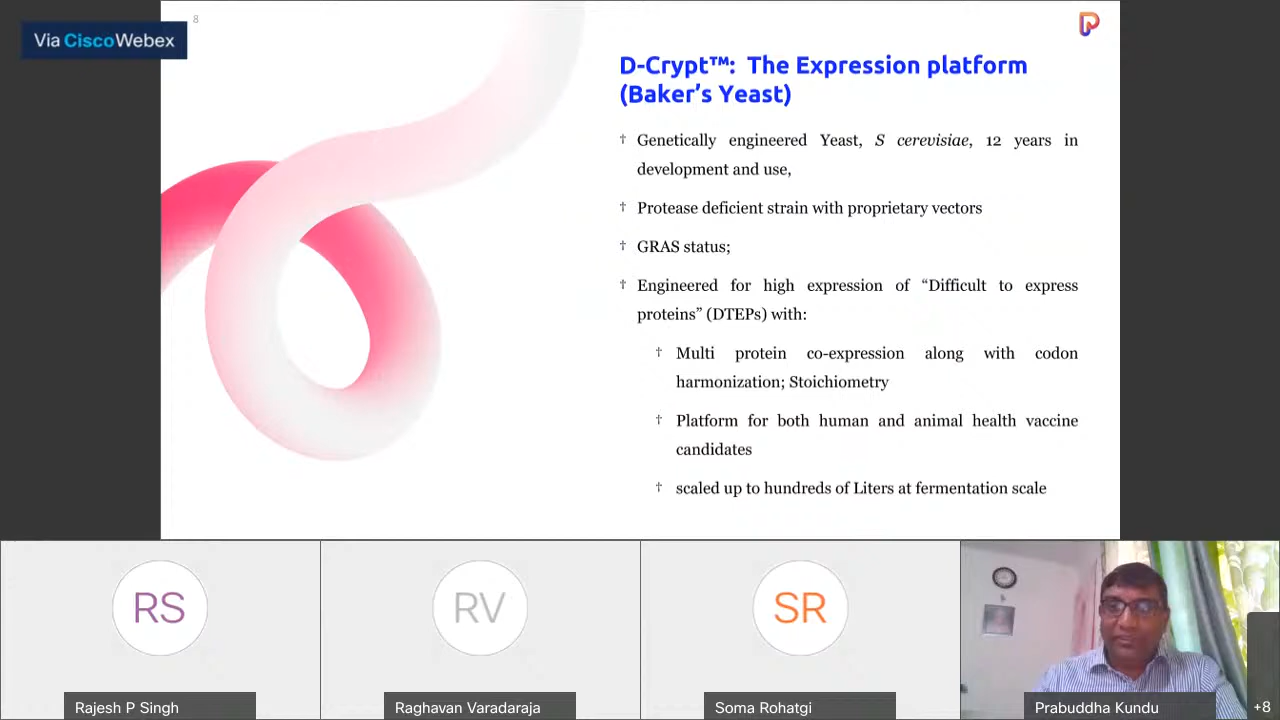 Via Cisco Webex
8
D-Crypt™: The Expression platform
(Baker’s Yeast)
† Genetically engineered Yeast, S cerevisiae, 12 years in
development and use,
† Protease deficient strain with proprietary vectors
† GRAS status;
† Engineered for high expression of “Difficult to express
proteins” (DTEPs) with:
† Multi protein co-expression along with codon
harmonization; Stoichiometry
† Platform for both human and animal health vaccine
candidates
† scaled up to hundreds of Liters at fermentation scale
RS
RV
SR
Rajesh P Singh
Raghavan Varadaraja
Soma Rohatgi
Prabuddha Kundu
+8